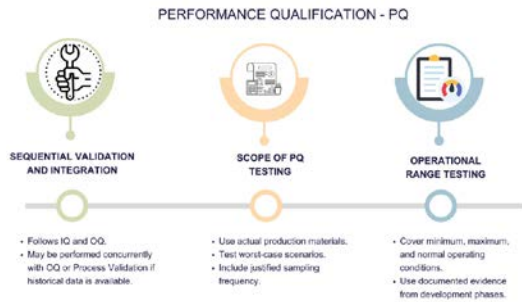 PERFORMANCE QUALIFICATION - PQ
SEQUENTIAL VALIDATION
AND INTEGRATION
• Follows IQ and OQ.
• May be performed concurrently
with OQ or Process Validation if
historical data is available.
SCOPE OF PQ
TESTING
• Use actual production materials.
• Test worst-case scenarios.
• Include justified sampling
frequency.
OPERATIONAL
RANGE TESTING
• Cover minimum, maximum,
and normal operating
conditions.
• Use documented evidence
from development phases.